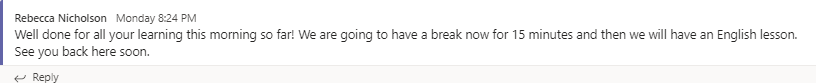 Rebecca Nicholson Monday 8:24 PM
Well done for all your learning this morning so far! We are going to have a break now for 15 minutes and then we will have an English lesson.
See you back here soon.
Reply